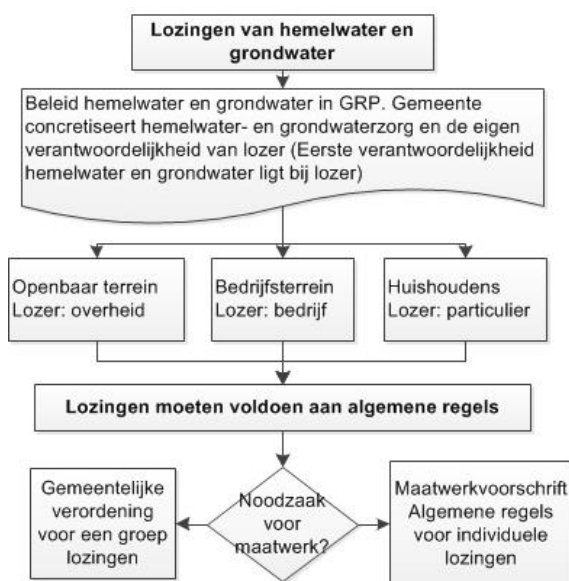 Lozingen van hemelwater en
grondwater
Beleid hemelwater en grondwater in GRP. Gemeente
concretiseert hemelwater- en grondwaterzorg en de eigen
verantwoordelijkheid van lozer (Eerste verantwoordelijkheid
hemelwater en grondwater ligt bij lozer)
Openbaar terrein
Lozer: overheid
Bedrijfsterrein
Lozer: bedrijf
Huishoudens
Lozer: particulier
Lozingen moeten voldoen aan algemene regels
Gemeentelijke
verordening
voor een groep
lozingen
Noodzaak
voor
maatwerk?
Maatwerkvoorschrift
Algemene regels
voor individuele
lozingen